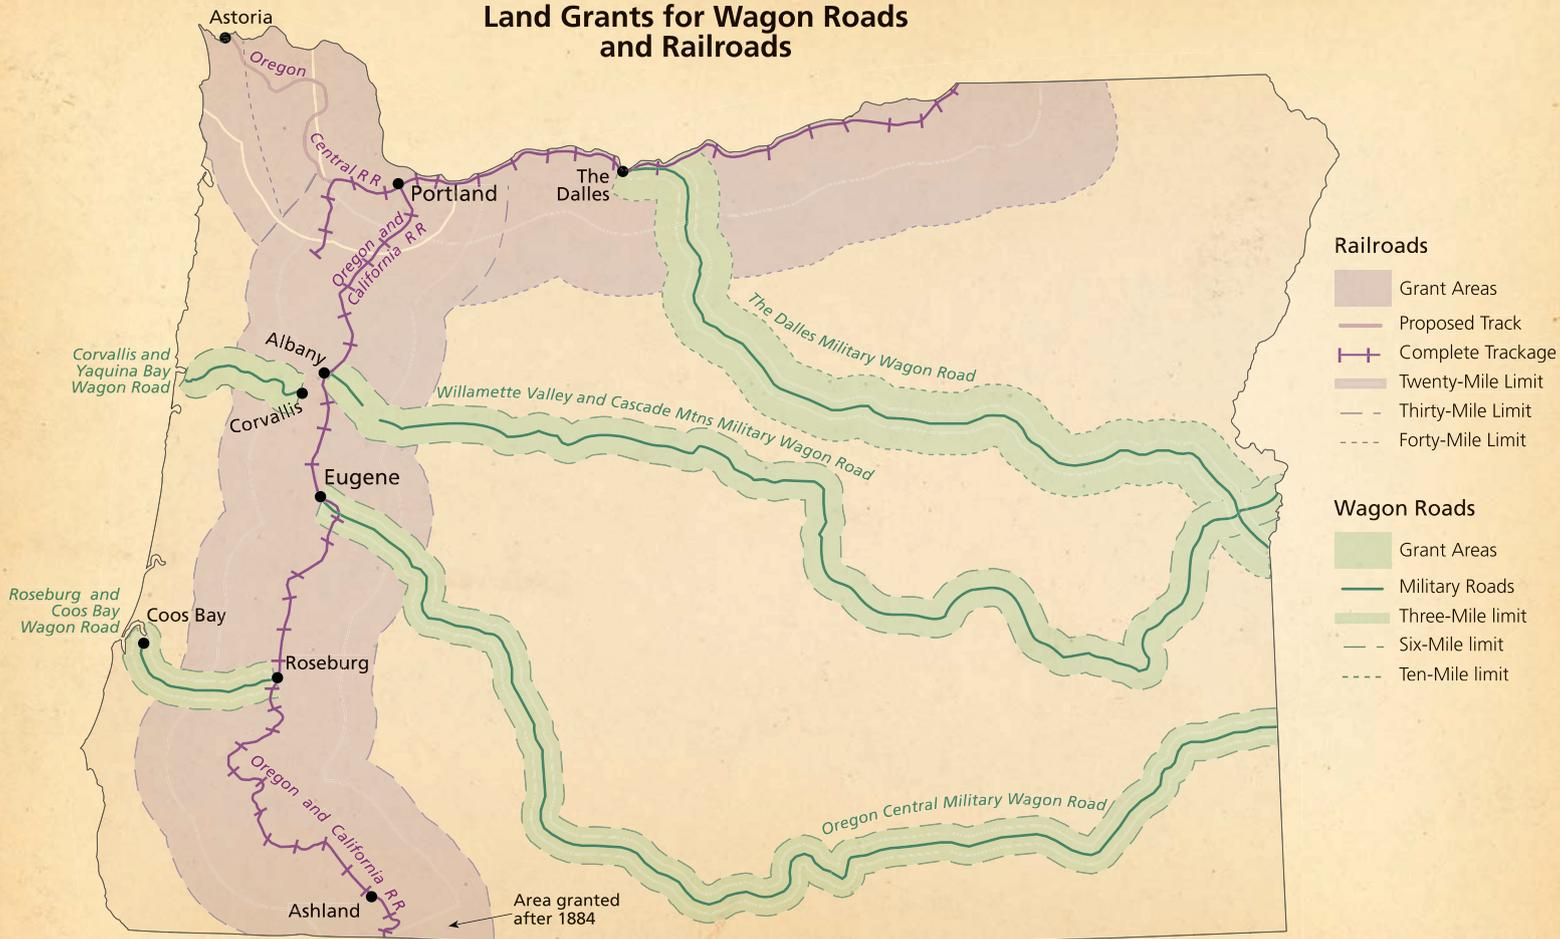 Land Grants for Wagon Roads
and Railroads
Astoria
Oregon
Central RR
Portland
The
Dalles
Oregon and
California RR
The Dalles Military Wagon Road
Albany
Corvallis and
Yaquina Bay
Wagon Road
Corvallis
Willamette Valley and Cascade Mtns Military Wagon Road
Eugene
Roseburg and
Coos Bay
Wagon Road
Coos Bay
Roseburg
Oregon and California RR
Oregon Central Military Wagon Road
Ashland
Area granted
after 1884
Railroads
Grant Areas
Proposed Track
Complete Trackage
Twenty-Mile Limit
Thirty-Mile Limit
Forty-Mile Limit
Wagon Roads
Grant Areas
Military Roads
Three-Mile limit
Six-Mile limit
Ten-Mile limit